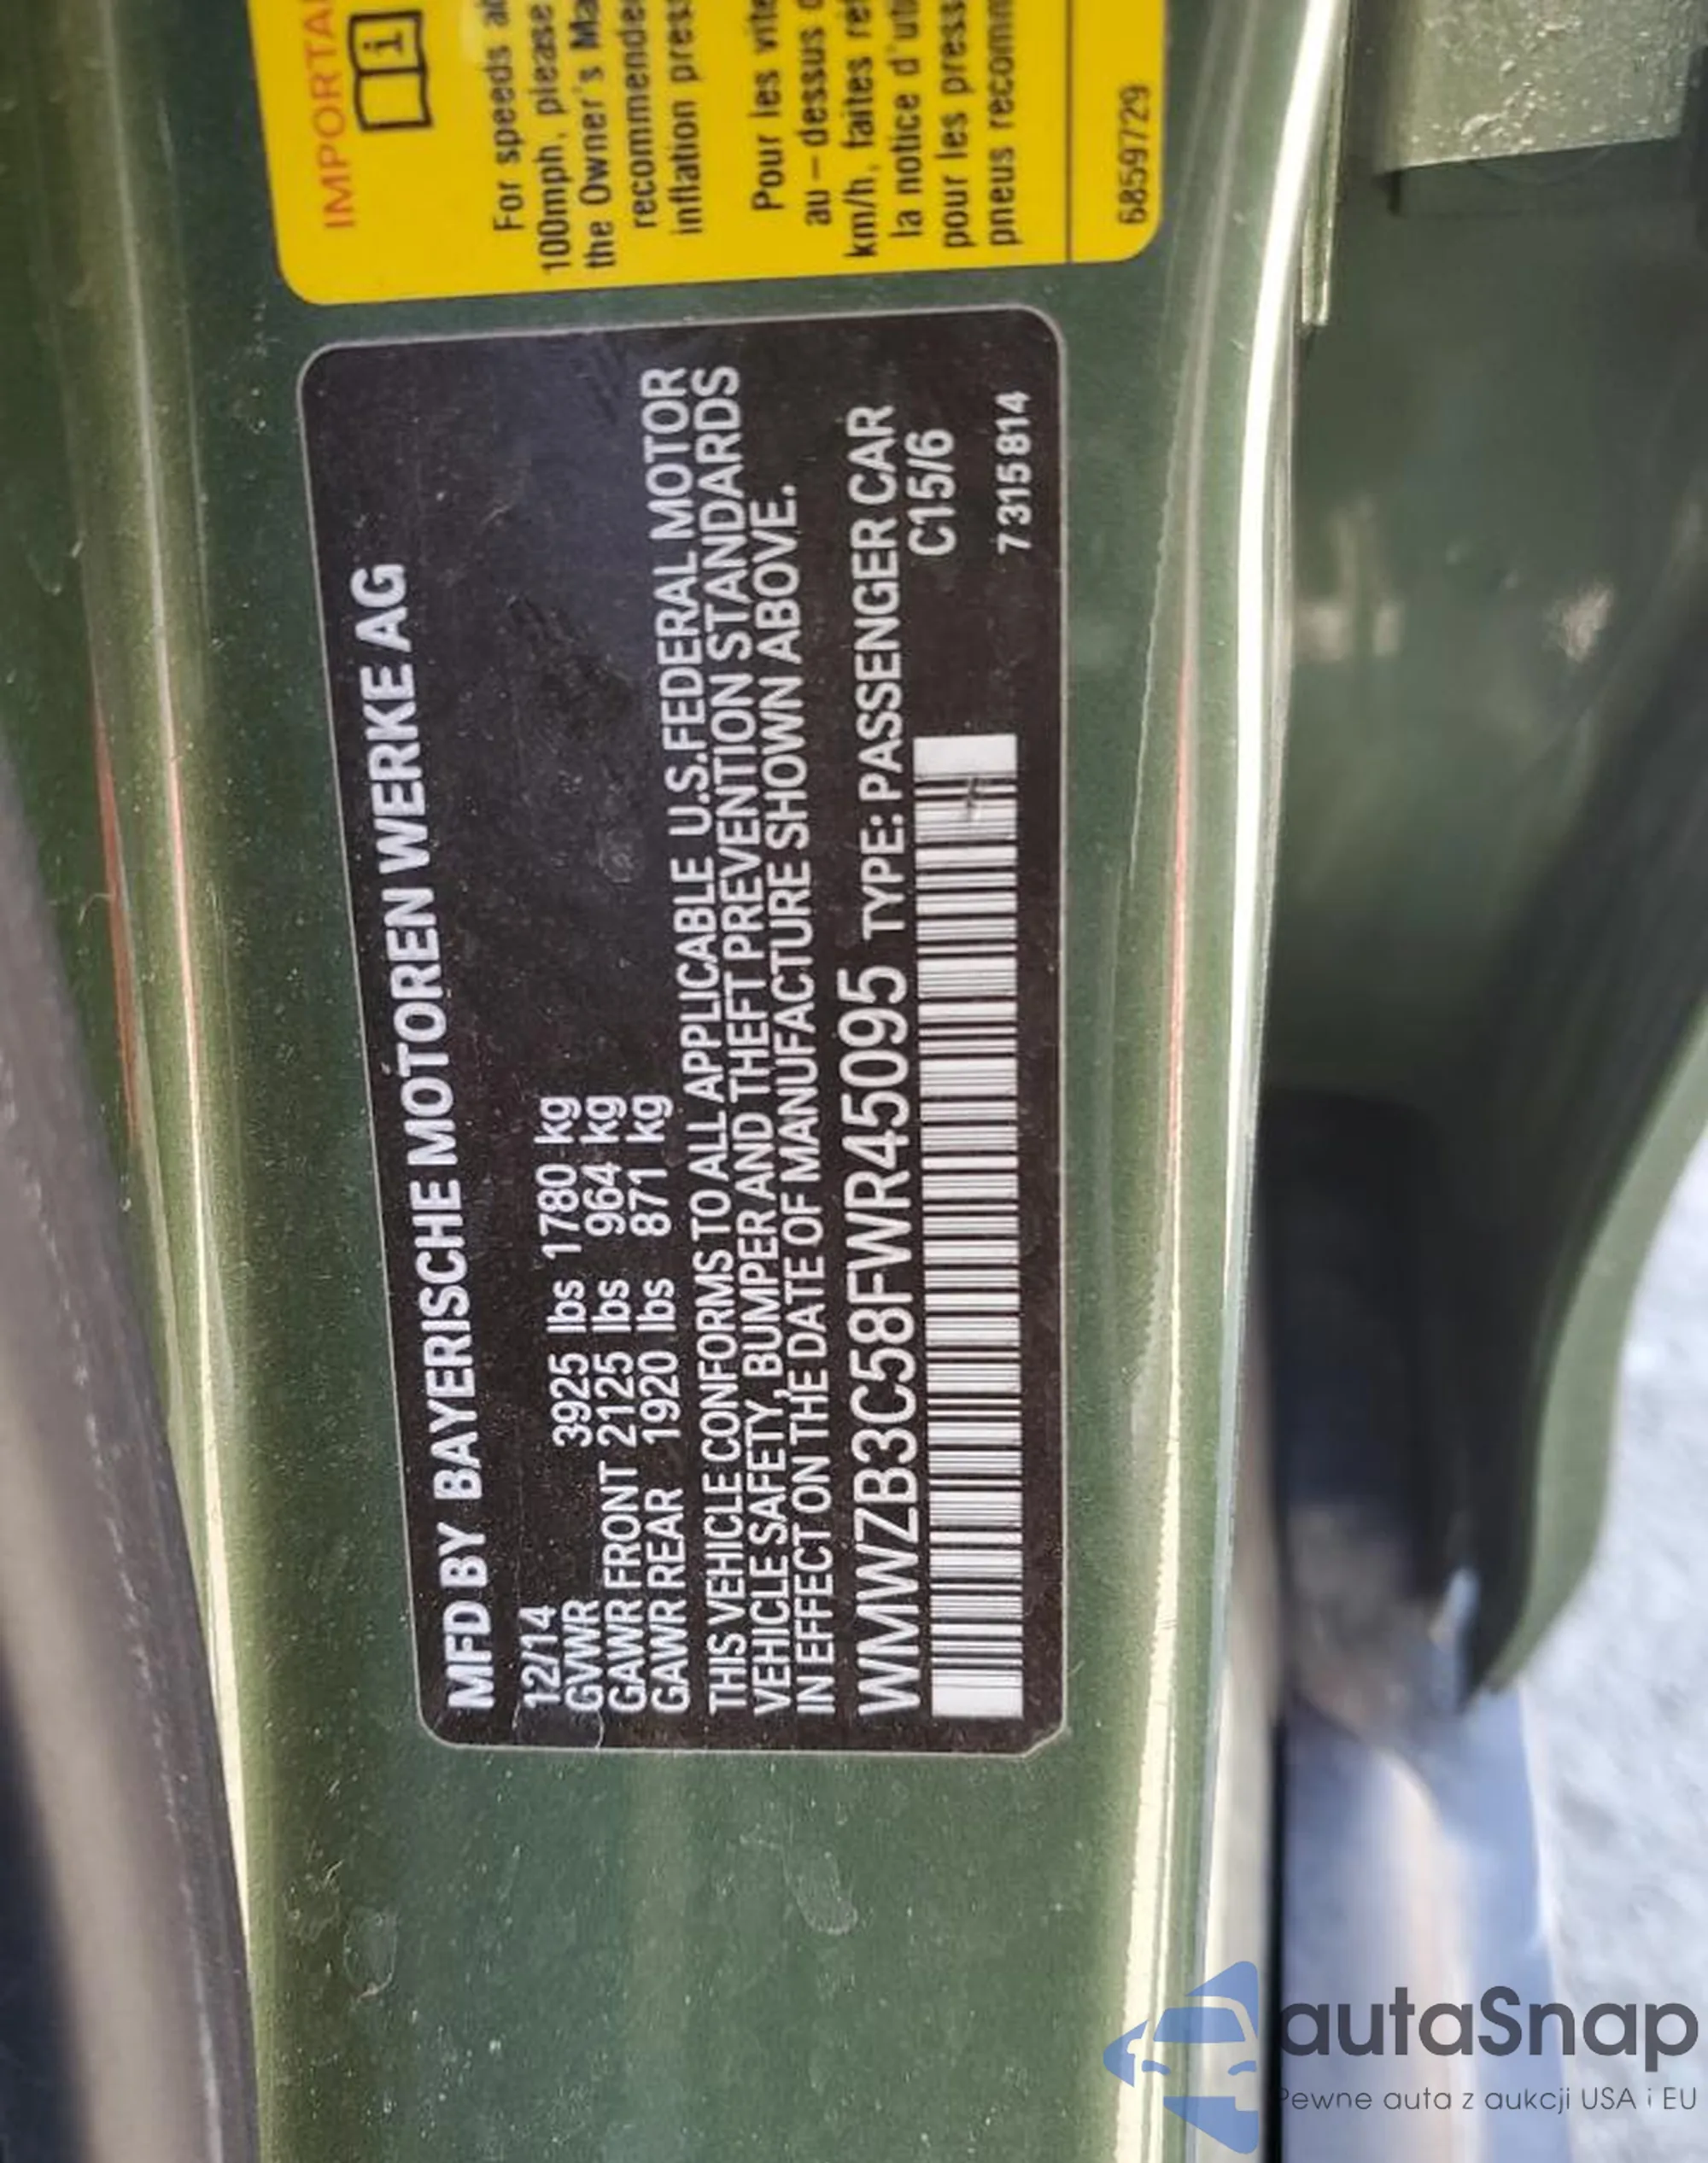 IMPORTA
i
For speeds a
100mph, please
the Owner's Ma
recommende
inflation press
Pour les vite
au-dessus d
km/h, faites ref
la notice d'uti
pour les press
pneus recomm
6859729
MFD BY BAYERISCHE MOTOREN WERKE AG
12/14
GVWR 3925 lbs 1780 kg
GAWR FRONT 2125 lbs 964 kg
GAWR REAR 1920 lbs 871 kg
THIS VEHICLE CONFORMS TO ALL APPLICABLE U.S.FEDERAL MOTOR
VEHICLE SAFETY, BUMPER AND THEFT PREVENTION STANDARDS
IN EFFECT ON THE DATE OF MANUFACTURE SHOWN ABOVE.
WMWZB3C58FWR45095 TYPE: PASSENGER CAR
C15/6
7315814
autaSnap
Pewne auta z aukcji USA i EU